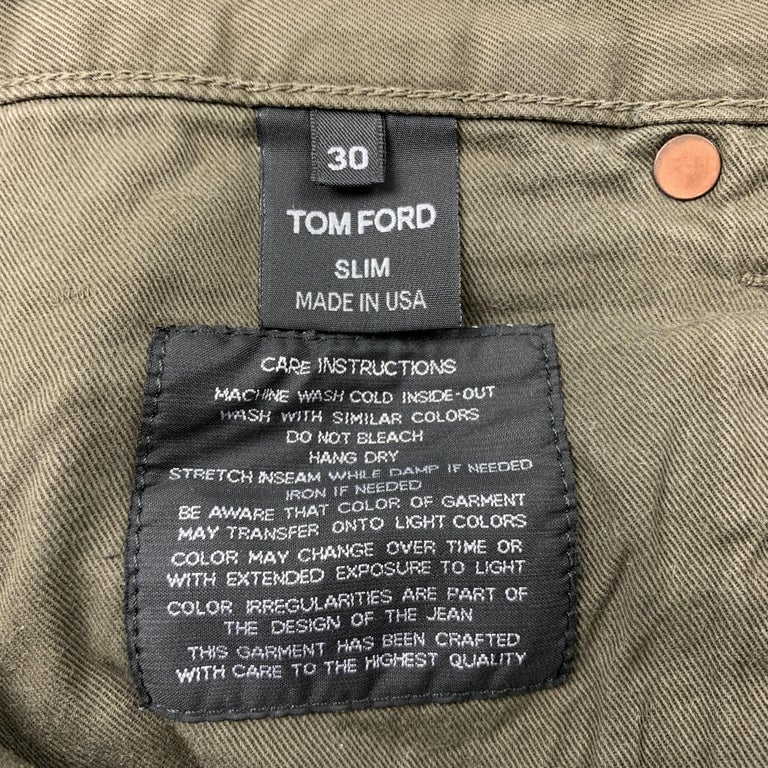 30
TOM FORD
SLIM
MADE IN USA
CARE INSTRUCTIONS
MACHINE WASH COLD INSIDE-OUT
WASH WITH SIMILAR COLORS
DO NOT BLEACH
HANG DRY
STRETCH INSEAM WHILE DAMP IF NEEDED
IRON IF NEEDED
BE AWARE THAT COLOR OF GARMENT
MAY TRANSFER ONTO LIGHT COLORS
COLOR MAY CHANGE OVER TIME OR
WITH EXTENDED EXPOSURE TO LIGHT
COLOR IRREGULARITIES ARE PART OF
THE DESIGN OF THE JEAN
THIS GARMENT HAS BEEN CRAFTED
WITH CARE TO THE HIGHEST QUALITY